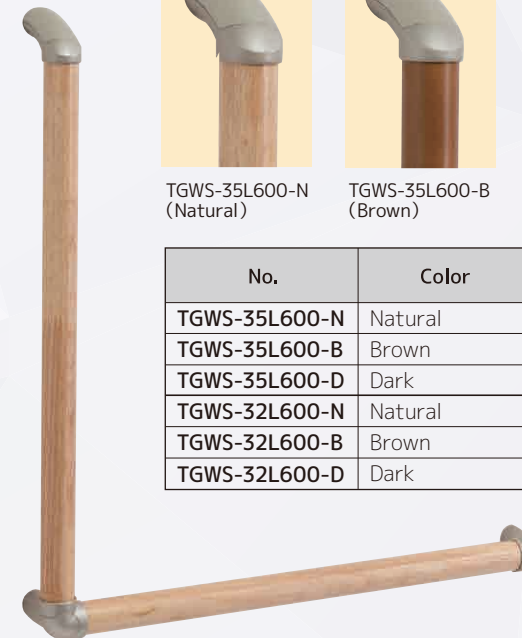 TGWS-35L600-N
(Natural)
TGWS-35L600-B
(Brown)
No. Color
TGWS-35L600-N Natural
TGWS-35L600-B Brown
TGWS-35L600-D Dark
TGWS-32L600-N Natural
TGWS-32L600-B Brown
TGWS-32L600-D Dark